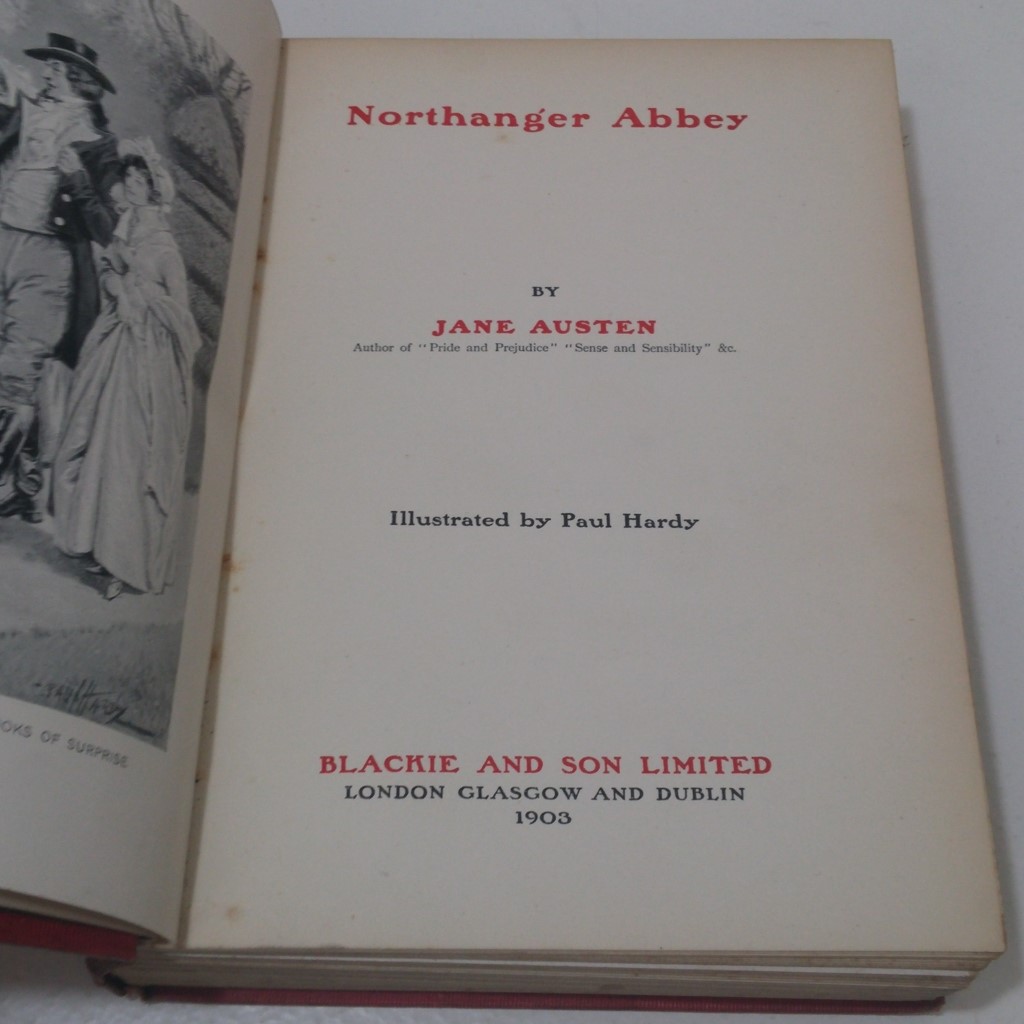 OF SURPRISE
Northanger Abbey
BY
JANE AUSTEN
Author of "Pride and Prejudice" "Sense and Sensibility" &c.
Illustrated by Paul Hardy
BLACKIE AND SON LIMITED
LONDON GLASGOW AND DUBLIN
1903